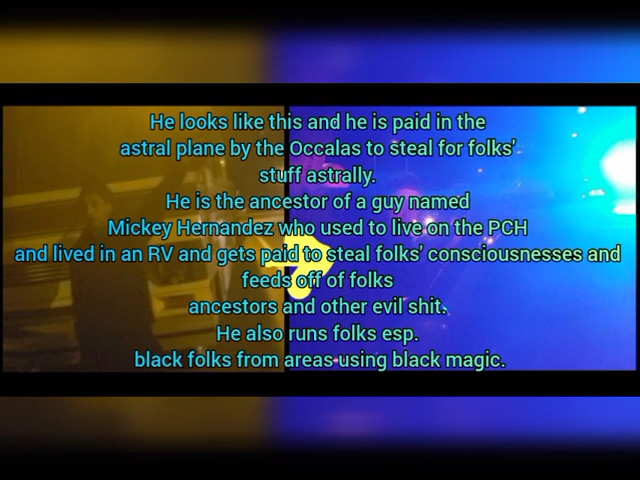 He looks like this and he is paid in the
astral plane by the Occalas to steal for folks'
stuff astrally.
He is the ancestor of a guy named
Mickey Hernandez who used to live on the PCH
and lived in an RV and gets paid to steal folks' consciousnesses and
feeds off of folks
ancestors and other evil shit.
He also runs folks esp.
black folks from areas using black magic.